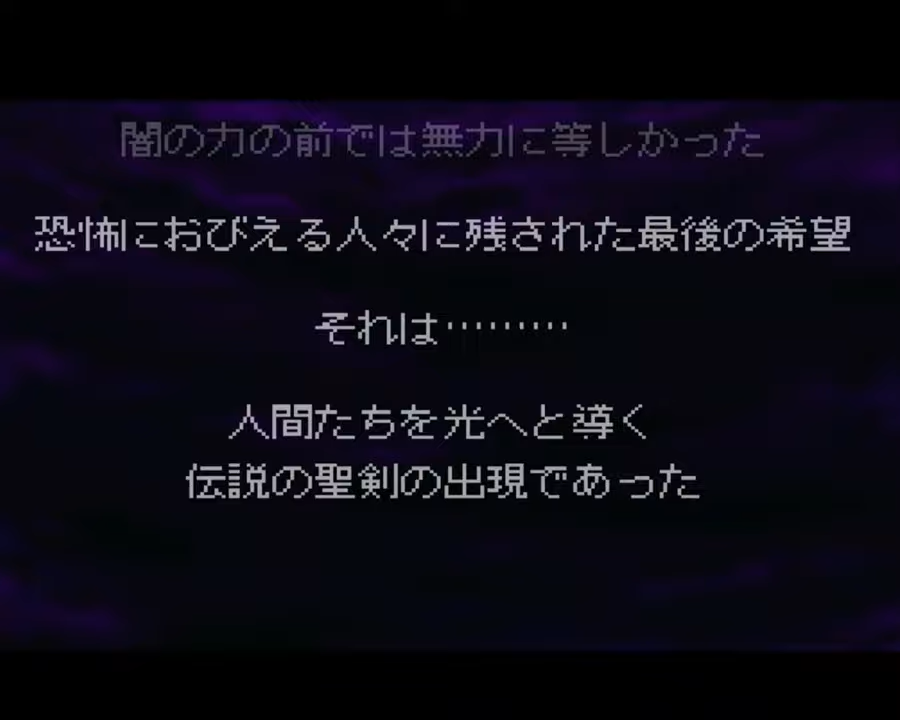 闇の力の前では無力に等しかった
恐怖におびえる人々に残された最後の希望
それは………
人間たちを光へと導く
伝説の聖剣の出現であった